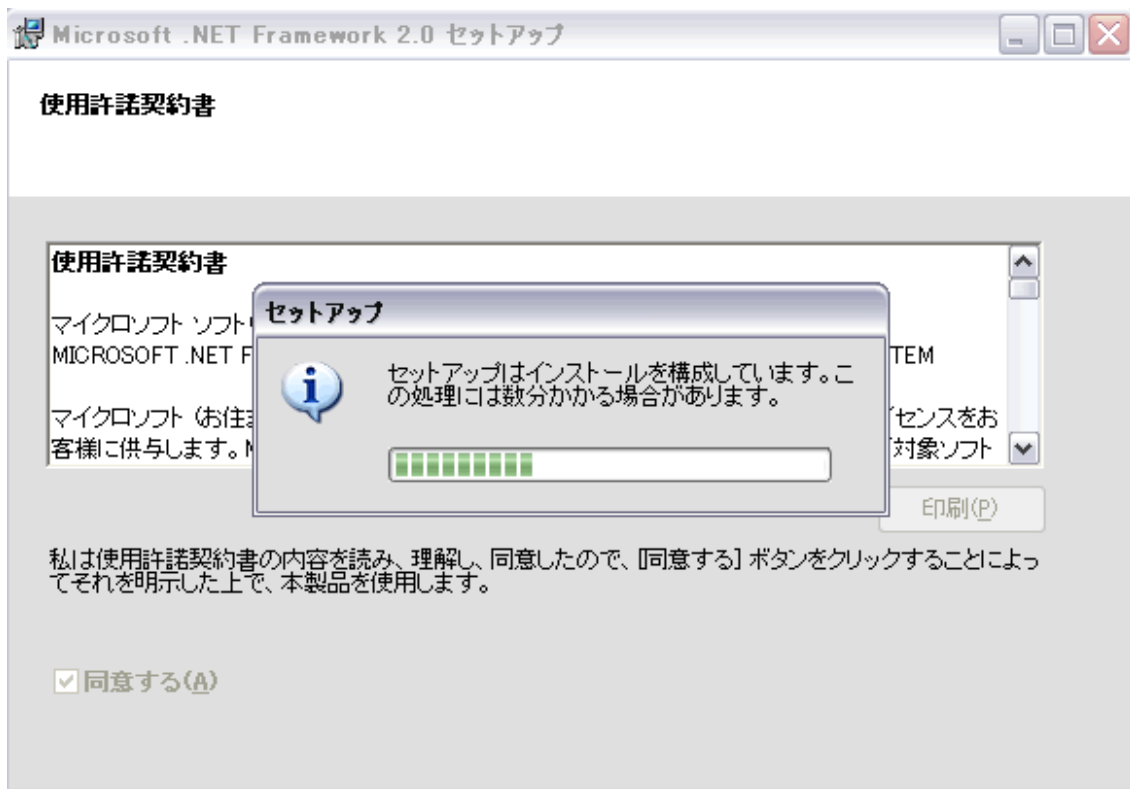 Microsoft .NET Framework 2.0 セットアップ
使用許諾契約書
使用許諾契約書
マイクロソフト ソフト
MICROSOFT .NET F
TEM
マイクロソフト (お住ま
センスをお
客様に供与します。
対象ソフト
セットアップ
セットアップはインストールを構成しています。こ
の処理には数分かかる場合があります。
印刷(P)
私は使用許諾契約書の内容を読み、理解し、同意したので、[同意する] ボタンをクリックすることによっ
てそれを明示した上で、本製品を使用します。
同意する(A)